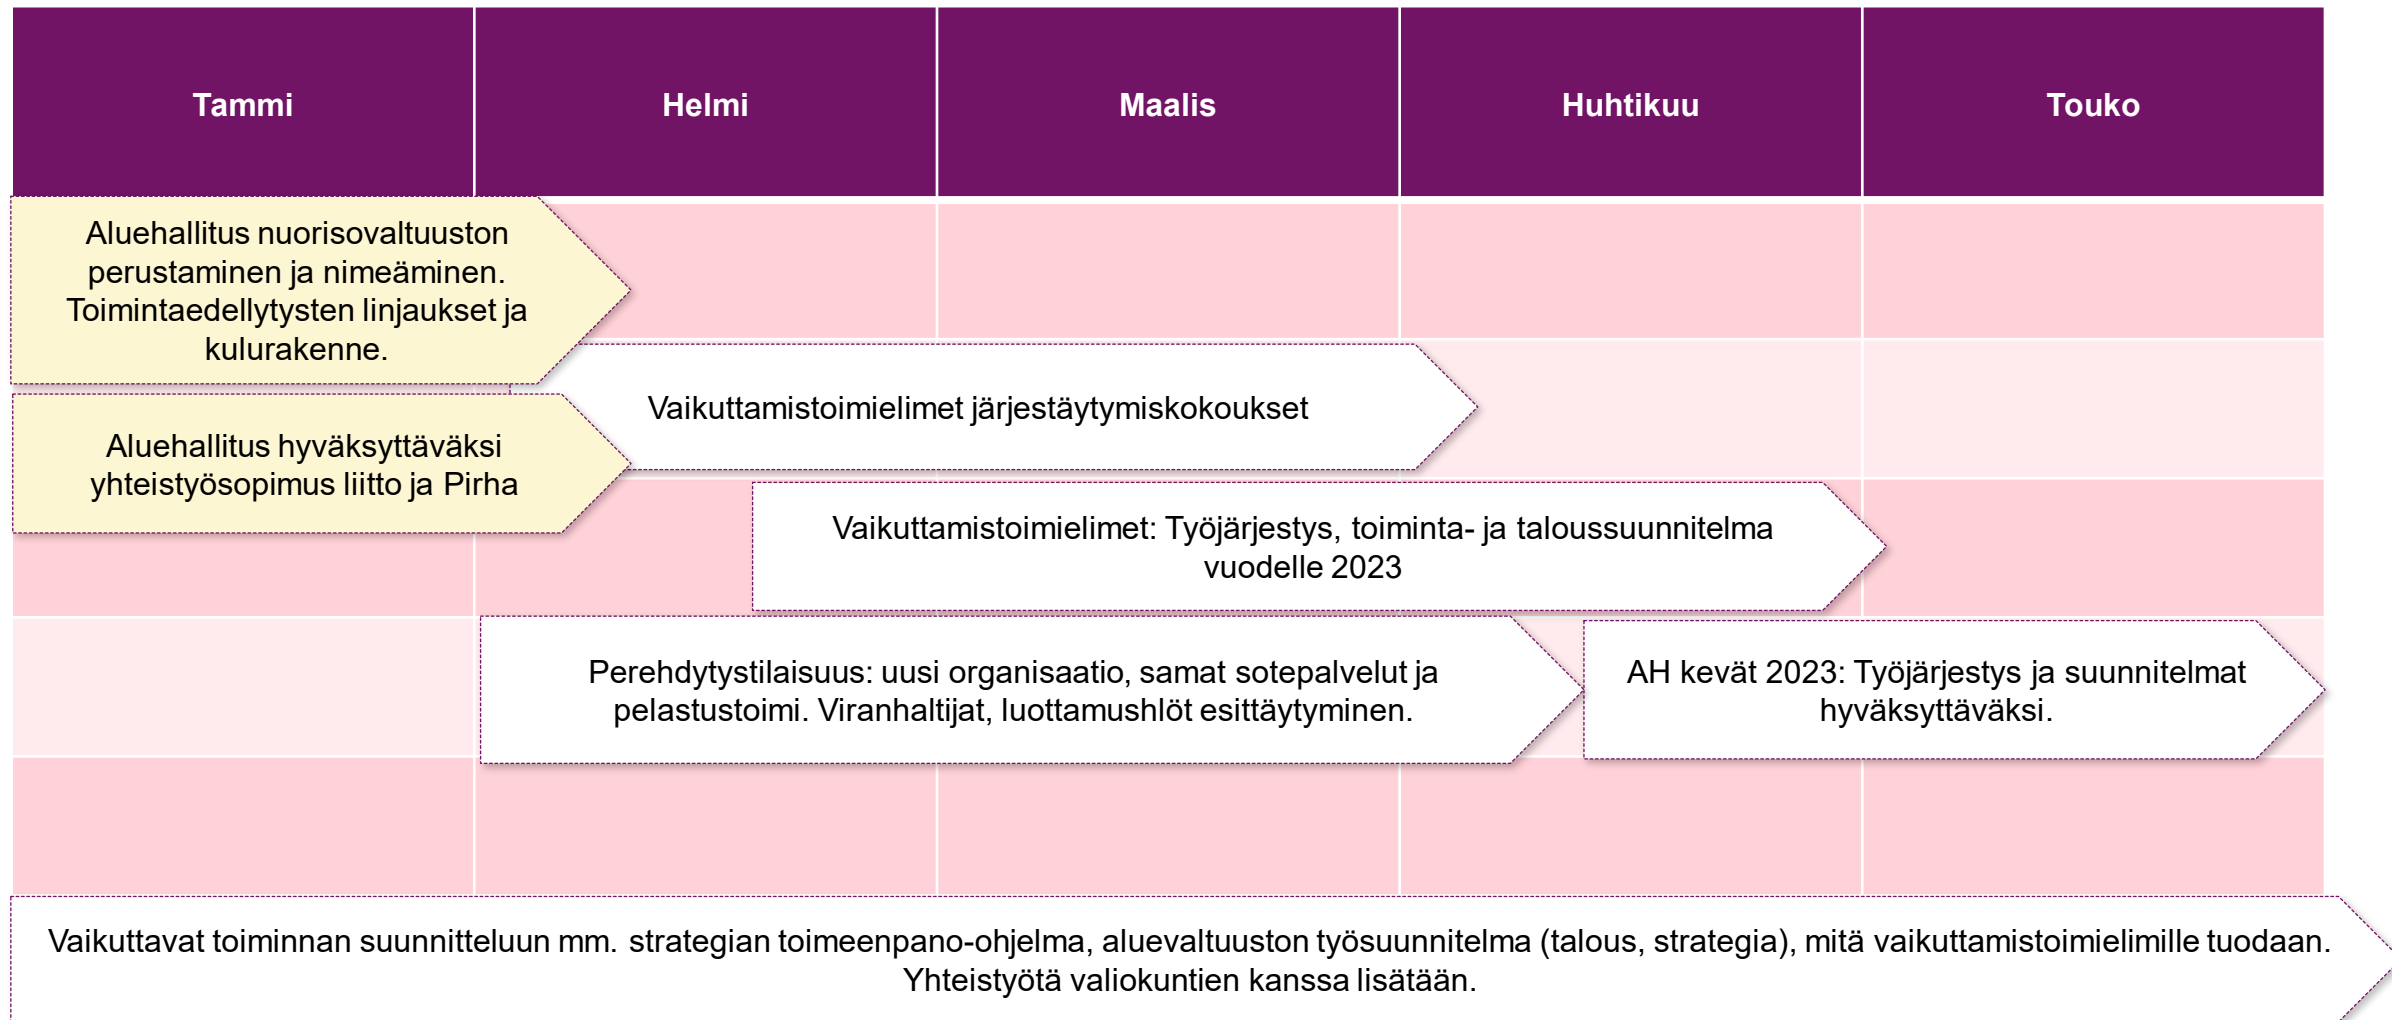 Tammi
Helmi
Maalis
Huhtikuu
Touko
Aluehallitus nuorisovaltuuston
perustaminen ja nimeäminen.
Toimintaedellytysten linjaukset ja
kulurakenne.
Vaikuttamistoimielimet järjestäytymiskokoukset
Aluehallitus hyväksyttäväksi
yhteistyösopimus liitto ja Pirha
Vaikuttamistoimielimet: Työjärjestys, toiminta- ja taloussuunnitelma
vuodelle 2023
Perehdytystilaisuus: uusi organisaatio, samat sotepalvelut ja
pelastustoimi. Viranhaltijat, luottamushlöt esittäytyminen.
AH kevät 2023: Työjärjestys ja suunnitelmat
hyväksyttäväksi.
Vaikuttavat toiminnan suunnitteluun mm. strategian toimeenpano-ohjelma, aluevaltuuston työsuunnitelma (talous, strategia), mitä vaikuttamistoimielimille tuodaan.
Yhteistyötä valiokuntien kanssa lisätään.